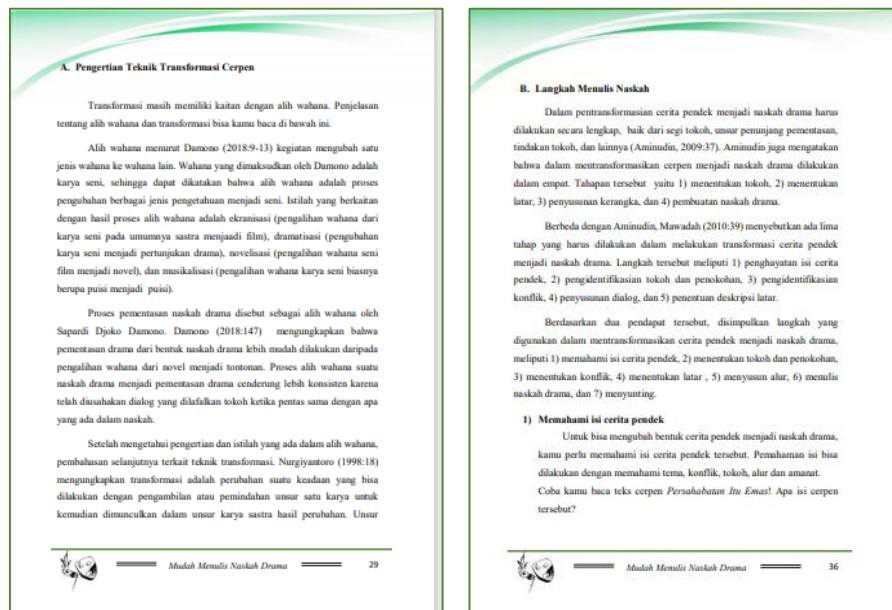 A. Pengertian Teknik Transformasi Cerpen
Transformasi masih memiliki kaitan dengan alih wahana. Penjelasan
tentang alih wahana dan transformasi bisa kamu baca di bawah ini.
Alih wahana menurut Damono (2018:9-13) kegiatan mengubah satu
jenis wahana ke wahana lain. Wahana yang dimaksudkan oleh Damono adalah
karya seni, sehingga dapat dikatakan bahwa alih wahana adalah proses
pengubahan berbagai jenis pengetahuan menjadi seni. Istilah yang berkaitan
dengan hasil proses alih wahana adalah ekranisasi (pengalihan wahana dari
karya seni pada umumnya sastra menjaadi film), dramatisasi (pengubahan
karya seni menjadi pertunjukan drama), novelisasi (pengalihan wahana seni
film menjadi novel), dan musikalisasi (pengalihan wahana karya seni biasnya
berupa puisi menjadi puisi).
Proses pementasan naskah drama disebut sebagai alih wahana oleh
Sapardi Djoko Damono. Damono (2018:147) mengungkapkan bahwa
pementasan drama dari bentuk naskah drama lebih mudah dilakukan daripada
pengalihan wahana dari novel menjadi tontonan. Proses alih wahana suatu
naskah drama menjadi pementasan drama cenderung lebih konsisten karena
telah diusahakan dialog yang dilafalkan tokoh ketika pentas sama dengan apa
yang ada dalam naskah.
Setelah mengetahui pengertian dan istilah yang ada dalam alih wahana,
pembahasan selanjutnya terkait teknik transformasi. Nurgiyantoro (1998:18)
mengungkapkan transformasi adalah perubahan suatu keadaan yang bisa
dilakukan dengan pengambilan atau pemindahan unsur satu karya untuk
kemudian dimunculkan dalam unsur karya sastra hasil perubahan. Unsur
Mudah Menulis Naskah Drama 29
B. Langkah Menulis Naskah
Dalam pentransformasian cerita pendek menjadi naskah drama harus
dilakukan secara lengkap, baik dari segi tokoh, unsur penunjang pementasan,
tindakan tokoh, dan lainnya (Aminudin, 2009:37). Aminudin juga mengatakan
bahwa dalam mentransformasikan cerpen menjadi naskah drama dilakukan
dalam empat. Tahapan tersebut yaitu 1) menentukan tokoh, 2) menentukan
latar, 3) penyusunan kerangka, dan 4) pembuatan naskah drama.
Berbeda dengan Aminudin, Mawadah (2010:39) menyebutkan ada lima
tahap yang harus dilakukan dalam melakukan transformasi cerita pendek
menjadi naskah drama. Langkah tersebut meliputi 1) penghayatan isi cerita
pendek, 2) pengidentifikasian tokoh dan penokohan, 3) pengidentifikasian
konflik, 4) penyusunan dialog, dan 5) penentuan deskripsi latar.
Berdasarkan dua pendapat tersebut, disimpulkan langkah yang
digunakan dalam mentransformasikan cerita pendek menjadi naskah drama,
meliputi 1) memahami isi cerita pendek, 2) menentukan tokoh dan penokohan,
3) menentukan konflik, 4) menentukan latar , 5) menyusun alur, 6) menulis
naskah drama, dan 7) menyunting.
1) Memahami isi cerita pendek
Untuk bisa mengubah bentuk cerita pendek menjadi naskah drama,
kamu perlu memahami isi cerita pendek tersebut. Pemahaman isi bisa
dilakukan dengan memahami tema, konflik, tokoh, alur dan amanat.
Coba kamu baca teks cerpen Persahabatan Itu Emas! Apa isi cerpen
tersebut?
Mudah Menulis Naskah Drama 36